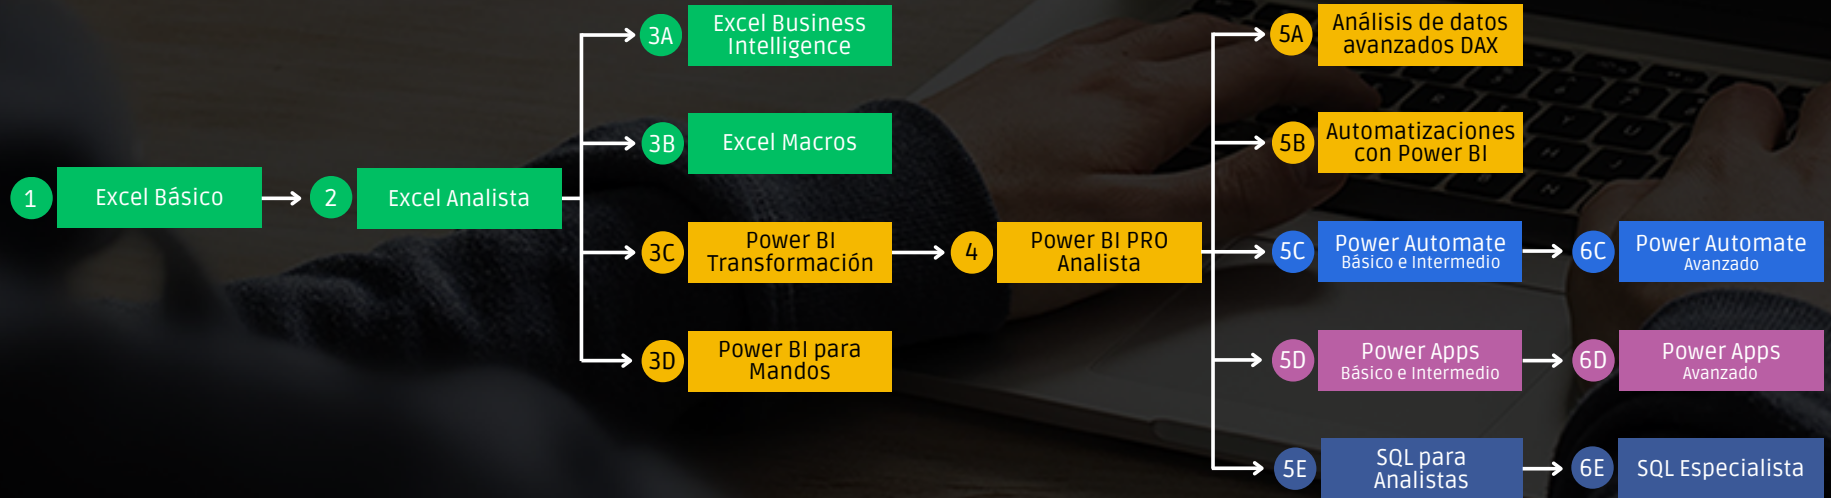 1
Excel Básico
2
Excel Analista
3A
Excel Business
Intelligence
3B
Excel Macros
3C
Power BI
Transformación
3D
Power BI para
Mandos
4
Power BI PRO
Analista
5A
Análisis de datos
avanzados DAX
5B
Automatizaciones
con Power BI
5C
Power Automate
Básico e Intermedio
6C
Power Automate
Avanzado
5D
Power Apps
Básico e Intermedio
6D
Power Apps
Avanzado
5E
SQL para
Analistas
6E
SQL Especialista